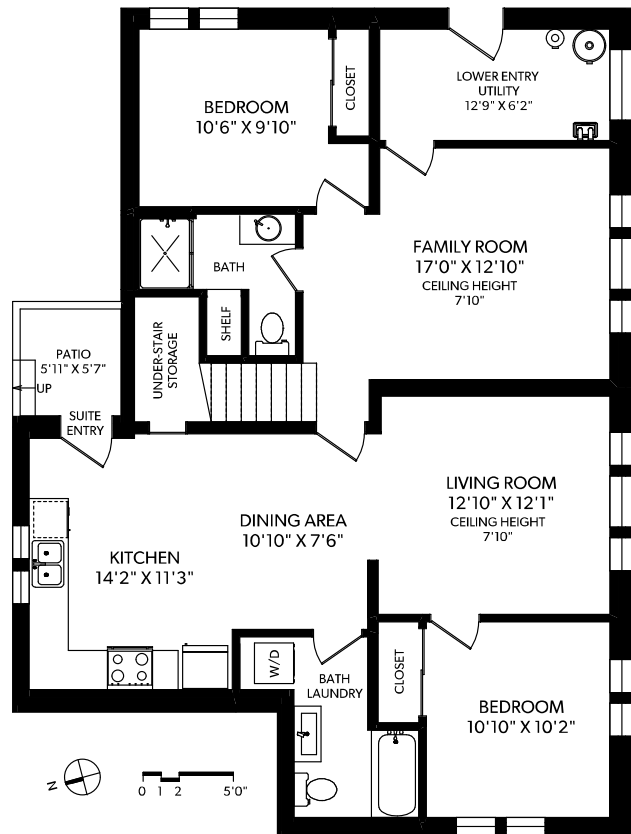 LOWER ENTRY
UTILITY
12'9" X 6'2"
BEDROOM
10'6" X 9'10"
CLOSET
FAMILY ROOM
17'0" X 12'10"
CEILING HEIGHT
7'10"
BATH
SHELF
UNDER-STAIR
STORAGE
PATIO
5'11" X 5'7"
UP
SUITE
ENTRY
LIVING ROOM
12'10" X 12'1"
CEILING HEIGHT
7'10"
DINING AREA
10'10" X 7'6"
KITCHEN
14'2" X 11'3"
W/D
BATH
LAUNDRY
CLOSET
BEDROOM
10'10" X 10'2"
N
0 1 2 5'0"